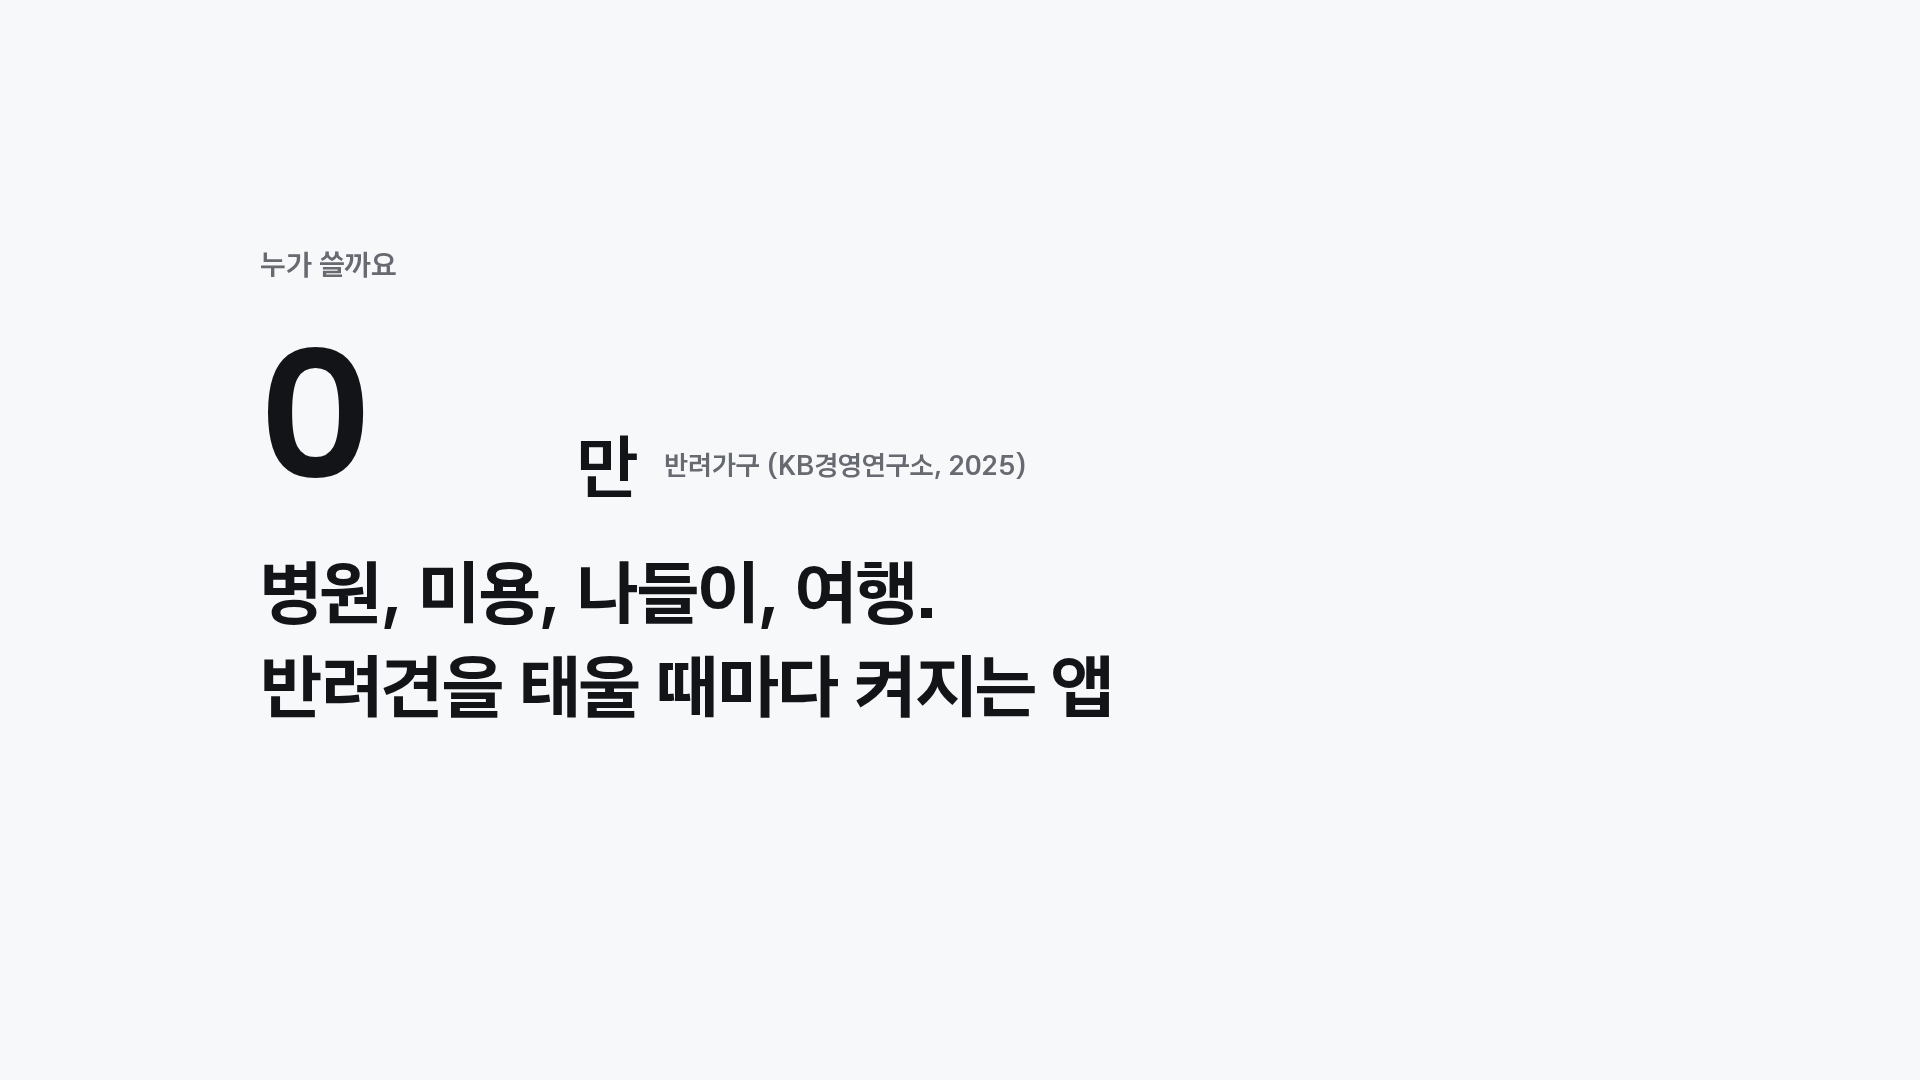 누가 쓸까요
0 만 반려가구 (KB경영연구소, 2025)
병원, 미용, 나들이, 여행.
반려견을 태울 때마다 켜지는 앱